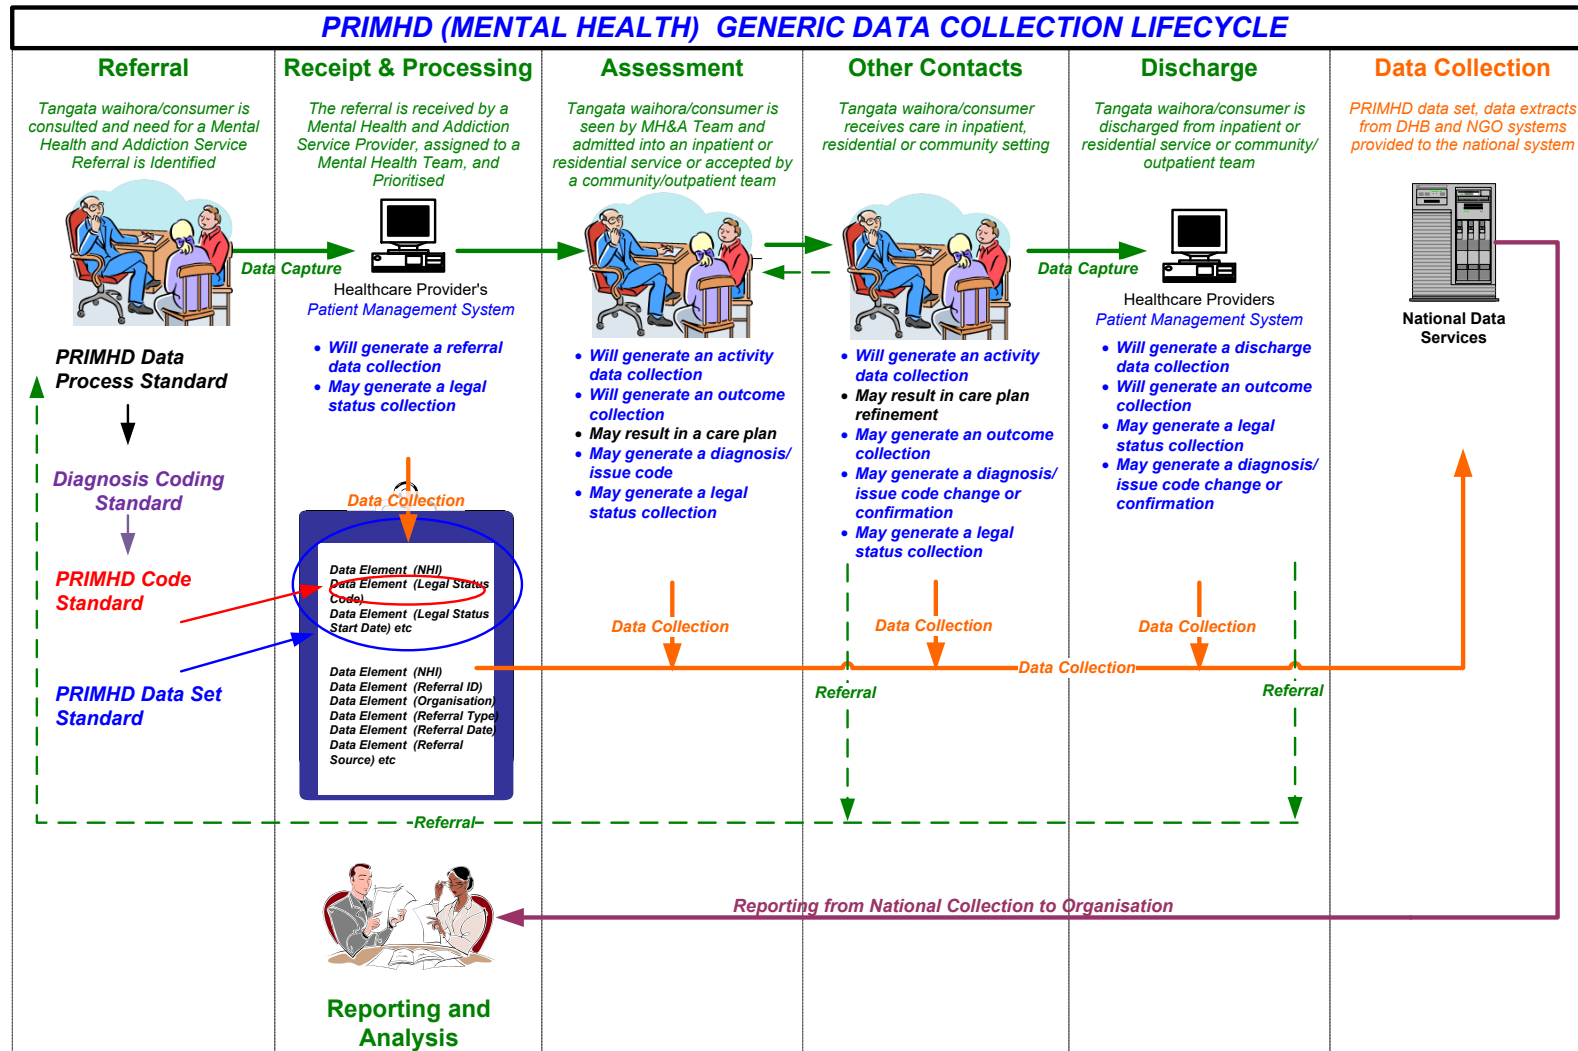 PRIMHD (MENTAL HEALTH) GENERIC DATA COLLECTION LIFECYCLE
Referral
Tangata waihora/consumer is
consulted and need for a Mental
Health and Addiction Service
Referral is Identified
Receipt & Processing
The referral is received by a
Mental Health and Addiction
Service Provider, assigned to a
Mental Health Team, and
Prioritised
Assessment
Tangata waihora/consumer is
seen by MH&A Team and
admitted into an inpatient or
residential service or accepted by
a community/outpatient team
Other Contacts
Tangata waihora/consumer
receives care in inpatient,
residential or community setting
Discharge
Tangata waihora/consumer is
discharged from inpatient or
residential service or community/
outpatient team
Data Collection
PRIMHD data set, data extracts
from DHB and NGO systems
provided to the national system
Data Capture
Healthcare Provider's
Patient Management System
Data Capture
Healthcare Providers
Patient Management System
National Data
Services
PRIMHD Data
Process Standard
Diagnosis Coding
Standard
PRIMHD Code
Standard
PRIMHD Data Set
Standard
• Will generate a referral
data collection
• May generate a legal
status collection
Data Collection
Data Element (NHI)
Data Element (Legal Status
Code)
Data Element (Legal Status
Start Date) etc
Data Element (NHI)
Data Element (Referral ID)
Data Element (Organisation)
Data Element (Referral Type)
Data Element (Referral Date)
Data Element (Referral
Source) etc
• Will generate an activity
data collection
• Will generate an outcome
collection
• May result in a care plan
• May generate a diagnosis/
issue code
• May generate a legal
status collection
Data Collection
• Will generate an activity
data collection
• May result in care plan
refinement
• May generate an outcome
collection
• May generate a diagnosis/
issue code change or
confirmation
• May generate a legal
status collection
Data Collection
• Will generate a discharge
data collection
• Will generate an outcome
collection
• May generate a legal
status collection
• May generate a diagnosis/
issue code change or
confirmation
Data Collection
Data Collection
Referral
Referral
Referral
Reporting from National Collection to Organisation
Reporting and
Analysis